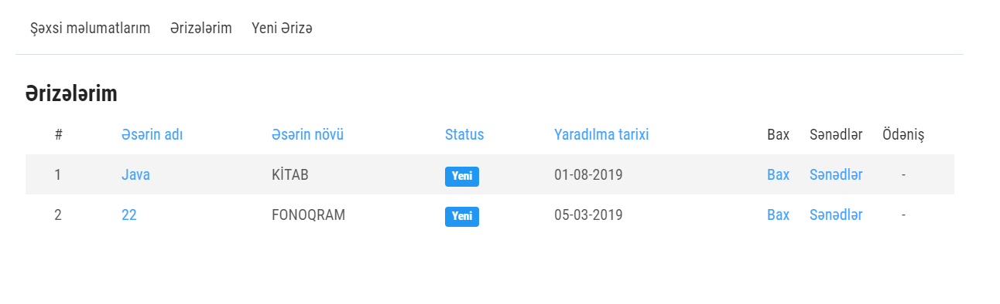 Şəxsi məlumatlarım Ərizələrim Yeni Ərizə
Ərizələrim
# Əsərin adı Əsərin növü Status Yaradılma tarixi Bax Sənədlər Ödəniş
1 Java KİTAB Yeni 01-08-2019 Bax Sənədlər -
2 22 FONOQRAM Yeni 05-03-2019 Bax Sənədlər -